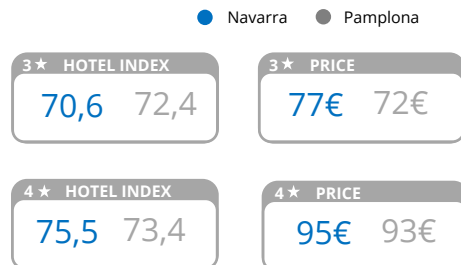 Navarra Pamplona
3★ HOTEL INDEX
70,6 72,4
3★ PRICE
77€ 72€
4★ HOTEL INDEX
75,5 73,4
4★ PRICE
95€ 93€